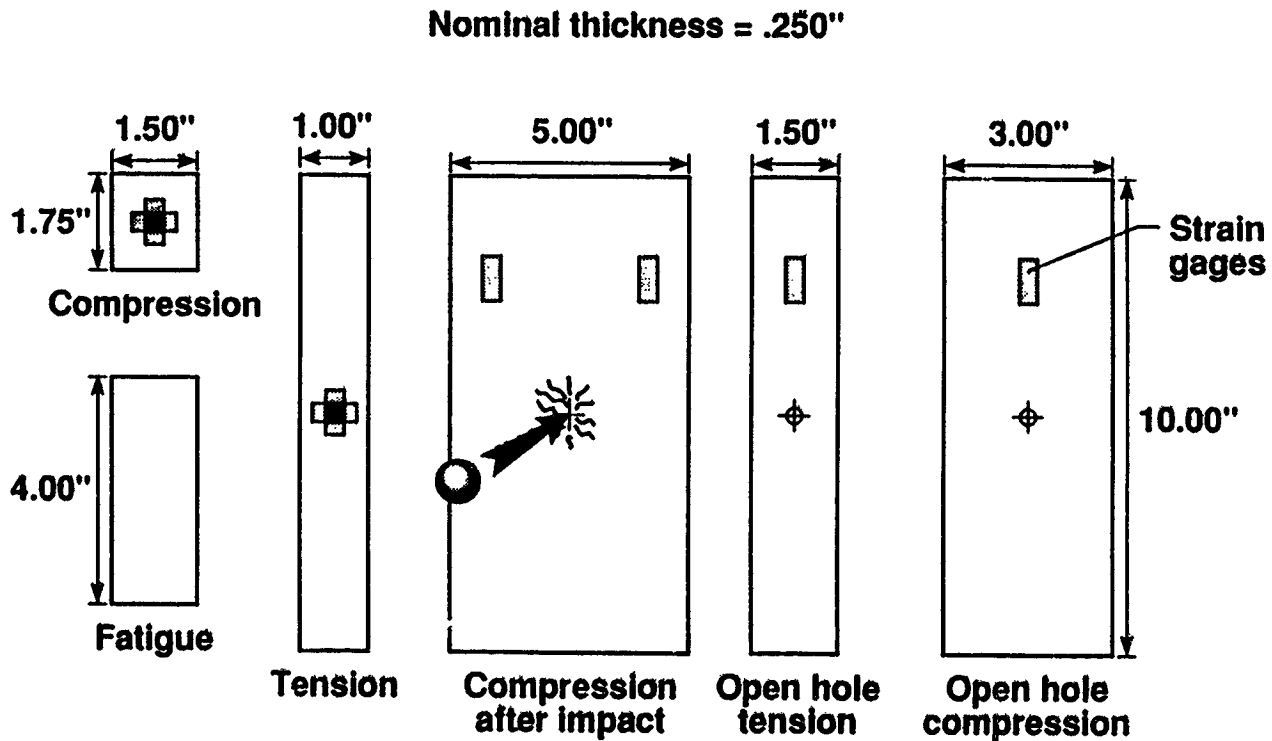 Nominal thickness = .250"
1.50"
1.00"
5.00"
1.50"
3.00"
1.75"
Compression
Strain
gages
4.00"
10.00"
Fatigue
Tension
Compression
after impact
Open hole
tension
Open hole
compression